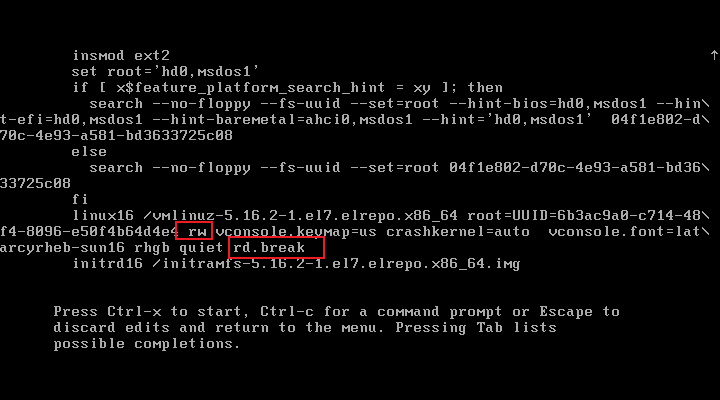 insmod ext2
↑
set root='hd0,msdos1'
if [ x$feature_platform_search_hint = xy ]; then
search --no-floppy --fs-uuid --set=root --hint-bios=hd0,msdos1 --hin\
t-efi=hd0,msdos1 --hint-baremetal=ahci0,msdos1 --hint='hd0,msdos1'  04f1e802-d\
70c-4e93-a581-bd3633725c08
else
search --no-floppy --fs-uuid --set=root 04f1e802-d70c-4e93-a581-bd36\
33725c08
fi
linux16 /vmlinuz-5.16.2-1.el7.elrepo.x86_64 root=UUID=6b3ac9a0-c714-48\
f4-8096-e50f4b64d4e4 rw vconsole.keymap=us crashkernel=auto  vconsole.font=lat\
arcyrheb-sun16 rhgb quiet rd.break
initrd16 /initramfs-5.16.2-1.el7.elrepo.x86_64.img
Press Ctrl-x to start, Ctrl-c for a command prompt or Escape to
discard edits and return to the menu. Pressing Tab lists
possible completions.